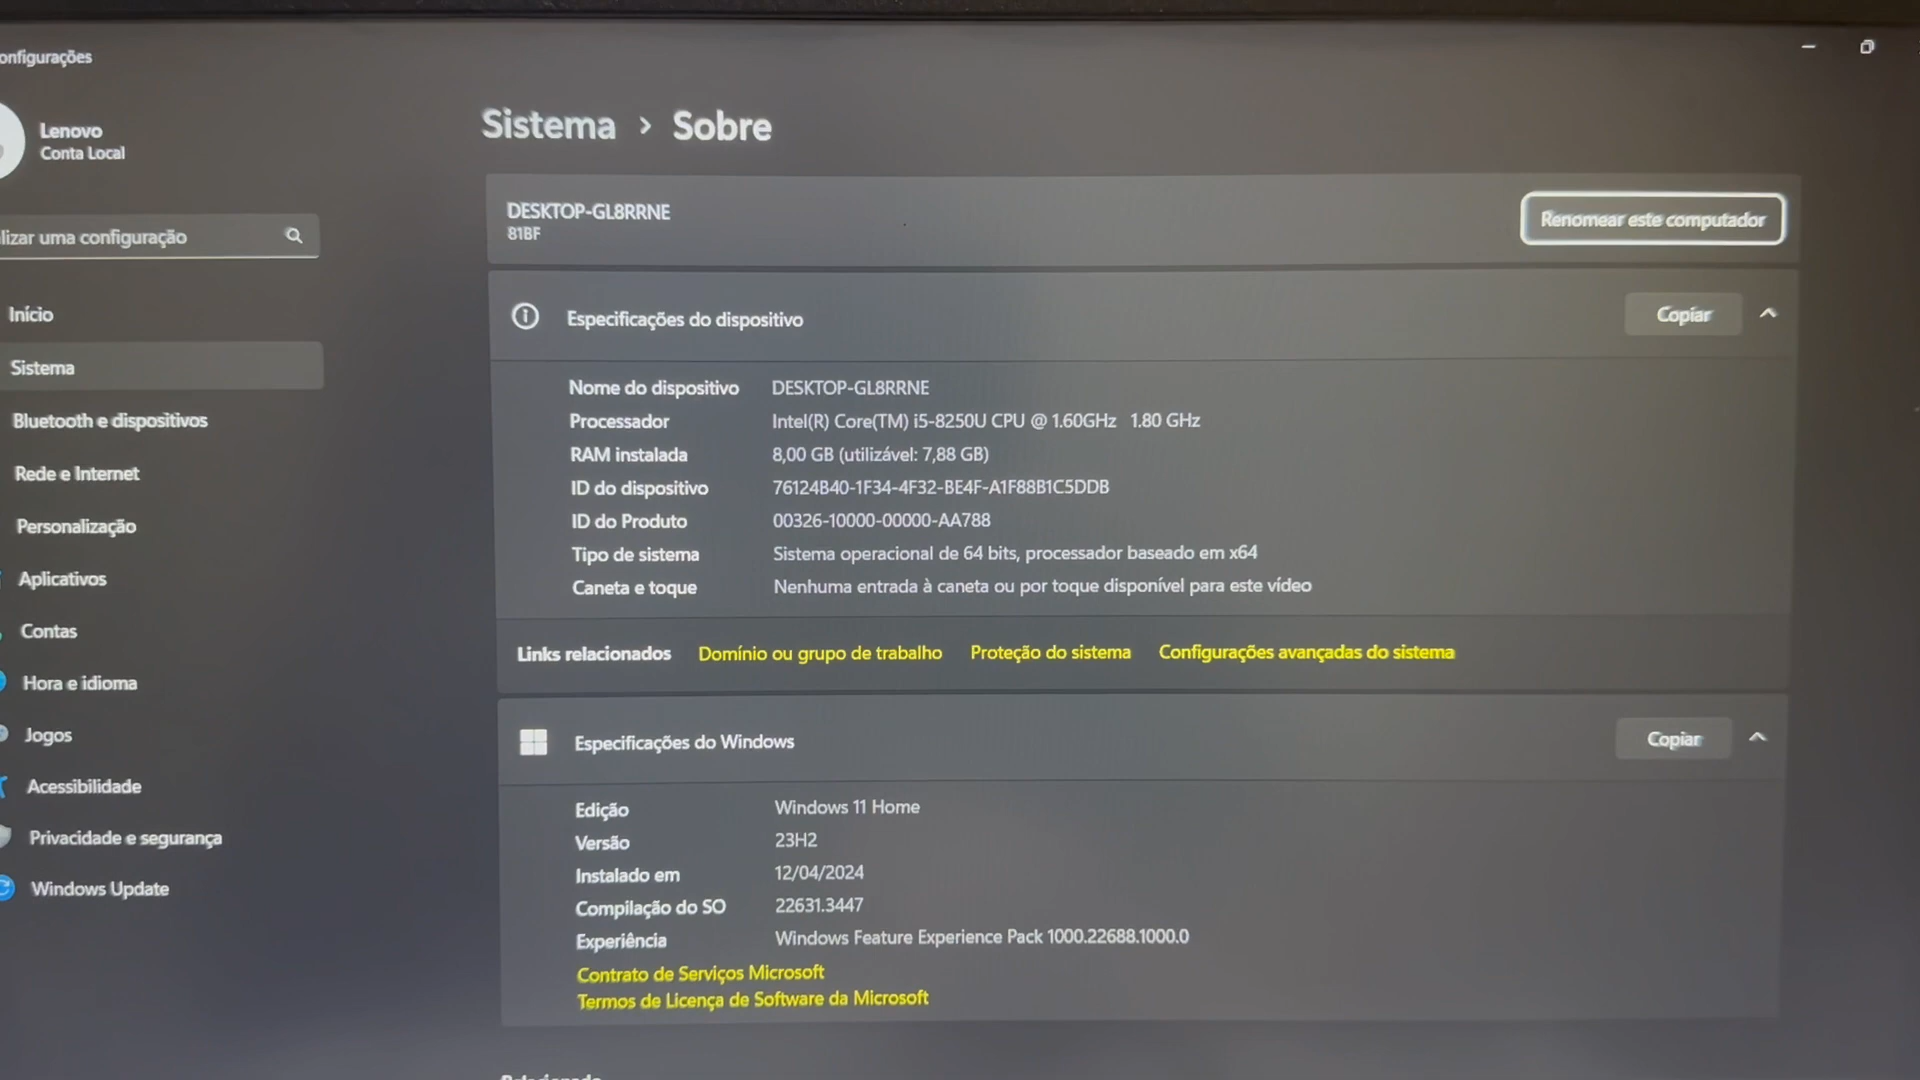 onfigurações
Lenovo
Conta Local
lizar uma configuração
Início
Sistema
Bluetooth e dispositivos
Rede e Internet
Personalização
Aplicativos
Contas
Hora e idioma
Jogos
Acessibilidade
Privacidade e segurança
Windows Update
Sistema > Sobre
DESKTOP-GL8RRNE
81BF
Renomear este computador
Especificações do dispositivo
Copiar
Nome do dispositivo DESKTOP-GL8RRNE
Processador Intel(R) Core(TM) i5-8250U CPU @ 1.60GHz 1.80 GHz
RAM instalada 8,00 GB (utilizável: 7,88 GB)
ID do dispositivo 76124B40-1F34-4F32-BE4F-A1F88B1C5DDB
ID do Produto 00326-10000-00000-AA788
Tipo de sistema Sistema operacional de 64 bits, processador baseado em x64
Caneta e toque Nenhuma entrada à caneta ou por toque disponível para este vídeo
Links relacionados Domínio ou grupo de trabalho Proteção do sistema Configurações avançadas do sistema
Especificações do Windows
Copiar
Edição Windows 11 Home
Versão 23H2
Instalado em 12/04/2024
Compilação do SO 22631.3447
Experiência Windows Feature Experience Pack 1000.22688.1000.0
Contrato de Serviços Microsoft
Termos de Licença de Software da Microsoft